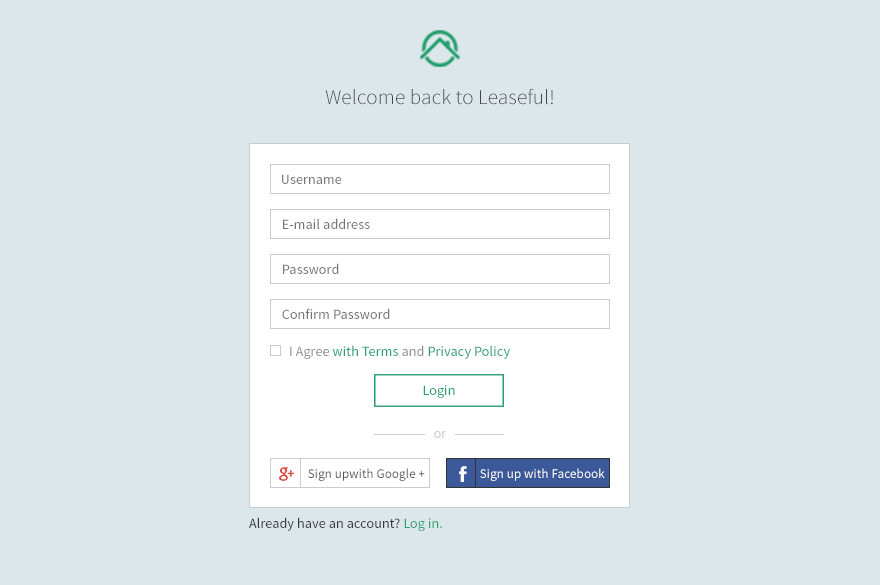 Welcome back to Leaseful!
Username
E-mail address
Password
Confirm Password
I Agree with Terms and Privacy Policy
Login
or
g+ Sign upwith Google +
f Sign up with Facebook
Already have an account? Log in.